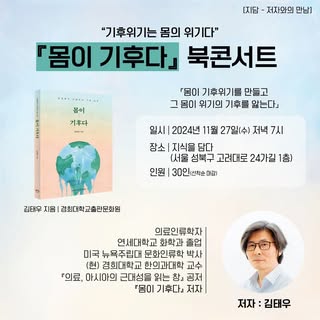 [지담 - 저자와의 만남]
“기후위기는 몸의 위기다”
『몸이 기후다』 북콘서트
『몸이 기후위기를 만들고
그 몸이 위기의 기후를 앓는다』
몸이
기후다
일시 | 2024년 11월 27일(수) 저녁 7시
장소 | 지식을 담다
(서울 성북구 고려대로 24가길 1층)
인원 | 30인(선착순 마감)
김태우 지음 | 경희대학교출판문화원
의료인류학자
연세대학교 화학과 졸업
미국 뉴욕주립대 문화인류학 박사
(현) 경희대학교 한의과대학 교수
『의료, 아시아의 근대성을 읽는 창』 공저
『몸이 기후다』 저자
저자 : 김태우